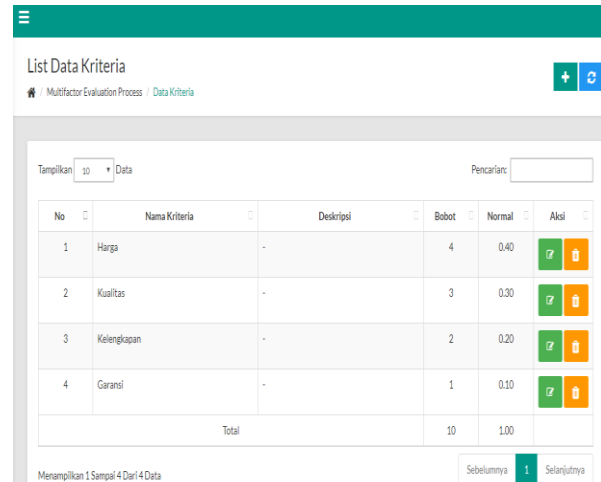 List Data Kriteria
/ Multifactor Evaluation Process / Data Kriteria
Tampilkan 10 Data Pencarian:
No Nama Kriteria Deskripsi Bobot Normal Aksi
1 Harga - 4 0.40
2 Kualitas - 3 0.30
3 Kelengkapan - 2 0.20
4 Garansi - 1 0.10
Total 10 1.00
Menampilkan 1 Sampai 4 Dari 4 Data Sebelumnya 1 Selanjutnya